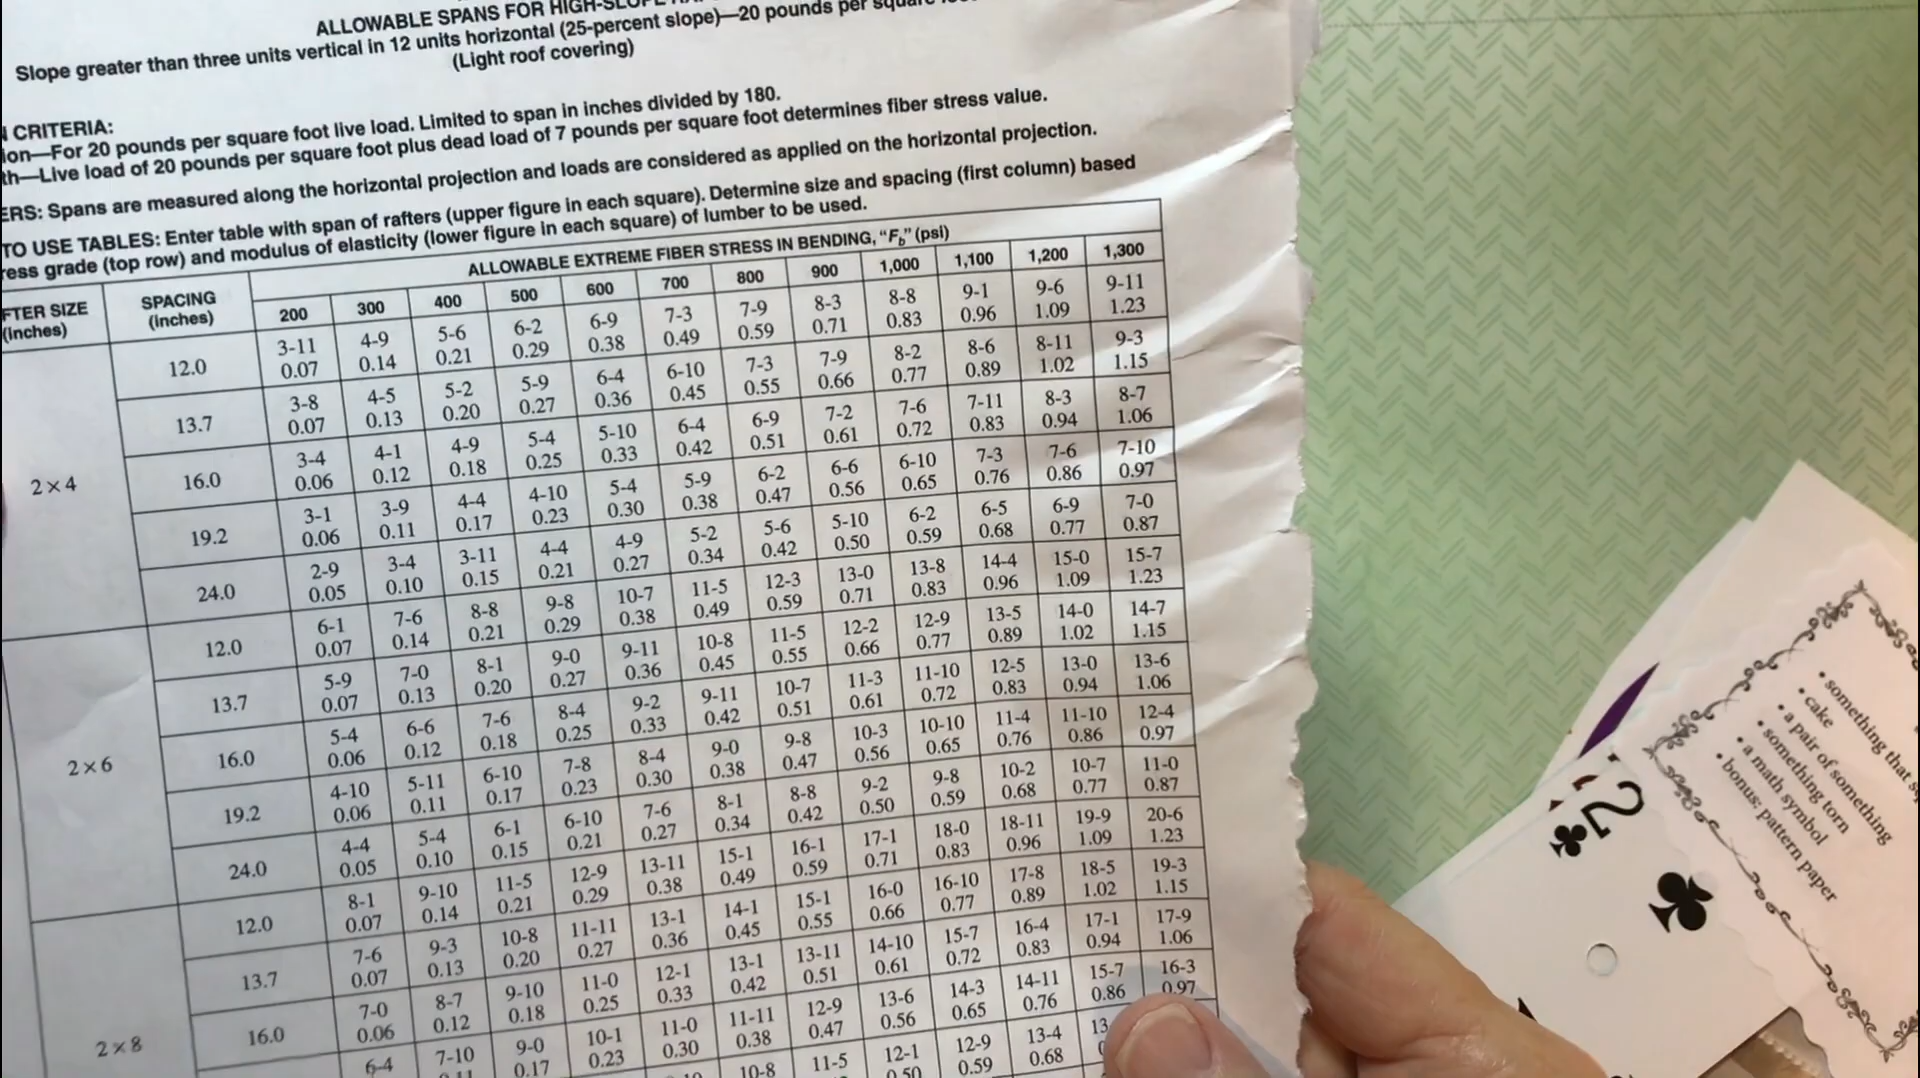 ALLOWABLE SPANS FOR HIGH-SLOPE
Slope greater than three units vertical in 12 units horizontal (25-percent slope)—20 pounds per square
(Light roof covering)
CRITERIA:
ion—For 20 pounds per square foot live load. Limited to span in inches divided by 180.
th—Live load of 20 pounds per square foot plus dead load of 7 pounds per square foot determines fiber stress value.
ERS: Spans are measured along the horizontal projection and loads are considered as applied on the horizontal projection.
TO USE TABLES: Enter table with span of rafters (upper figure in each square). Determine size and spacing (first column) based
ress grade (top row) and modulus of elasticity (lower figure in each square) of lumber to be used.
FTER SIZE (inches) SPACING (inches) ALLOWABLE EXTREME FIBER STRESS IN BENDING, “Fb” (psi)
200 300 400 500 600 700 800 900 1,000 1,100 1,200 1,300
2 × 4
12.0 3-11 4-9 5-6 6-2 6-9 7-3 7-9 8-3 8-8 9-1 9-6 9-11
0.07 0.14 0.21 0.29 0.38 0.49 0.59 0.71 0.83 0.96 1.09 1.23
13.7 3-8 4-5 5-2 5-9 6-4 6-10 7-3 7-9 8-2 8-6 8-11 9-3
0.07 0.13 0.20 0.27 0.36 0.45 0.55 0.66 0.77 0.89 1.02 1.15
16.0 3-4 4-1 4-9 5-4 5-10 6-4 6-9 7-2 7-6 7-11 8-3 8-7
0.06 0.12 0.18 0.25 0.33 0.42 0.51 0.61 0.72 0.83 0.94 1.06
19.2 3-1 3-9 4-4 4-10 5-4 5-9 6-2 6-6 6-10 7-3 7-6 7-10
0.06 0.11 0.17 0.23 0.30 0.38 0.47 0.56 0.65 0.76 0.86 0.97
24.0 2-9 3-4 3-11 4-4 4-9 5-2 5-6 5-10 6-2 6-5 6-9 7-0
0.05 0.10 0.15 0.21 0.27 0.34 0.42 0.50 0.59 0.68 0.77 0.87
2 × 6
12.0 6-1 7-6 8-8 9-8 10-7 11-5 12-3 13-0 13-8 14-4 15-0 15-7
0.07 0.14 0.21 0.29 0.38 0.49 0.59 0.71 0.83 0.96 1.09 1.23
13.7 5-9 7-0 8-1 9-0 9-11 10-8 11-5 12-2 12-9 13-5 14-0 14-7
0.07 0.13 0.20 0.27 0.36 0.45 0.55 0.66 0.77 0.89 1.02 1.15
16.0 5-4 6-6 7-6 8-4 9-2 9-11 10-7 11-3 11-10 12-5 13-0 13-6
0.06 0.12 0.18 0.25 0.33 0.42 0.51 0.61 0.72 0.83 0.94 1.06
19.2 4-10 5-11 6-10 7-8 8-4 9-0 9-8 10-3 10-10 11-4 11-10 12-4
0.06 0.11 0.17 0.23 0.30 0.38 0.47 0.56 0.65 0.76 0.86 0.97
24.0 4-4 5-4 6-1 6-10 7-6 8-1 8-8 9-2 9-8 10-2 10-7 11-0
0.05 0.10 0.15 0.21 0.27 0.34 0.42 0.50 0.59 0.68 0.77 0.87
2 × 8
12.0 8-1 9-10 11-5 12-9 13-11 15-1 16-1 17-1 18-0 18-11 19-9 20-6
0.07 0.14 0.21 0.29 0.38 0.49 0.59 0.71 0.83 0.96 1.09 1.23
13.7 7-6 9-3 10-8 11-11 13-1 14-1 15-1 16-0 16-10 17-8 18-5 19-3
0.07 0.13 0.20 0.27 0.36 0.45 0.55 0.66 0.77 0.89 1.02 1.15
16.0 7-0 8-7 9-10 11-0 12-1 13-1 13-11 14-10 15-7 16-4 17-1 17-9
0.06 0.12 0.18 0.25 0.33 0.42 0.51 0.61 0.72 0.83 0.94 1.06
6-4 7-10 9-0 10-1 11-0 11-11 12-9 13-6 14-3 14-11 15-7 16-3
0.17 0.23 0.30 0.38 0.47 0.56 0.65 0.76 0.86 0.97
10-8 11-5 12-1 12-9 13-4 13
0.50 0.59 0.68
2
• something that
• cake
• a pair of something
• something torn
• a math symbol
• bonus: pattern paper